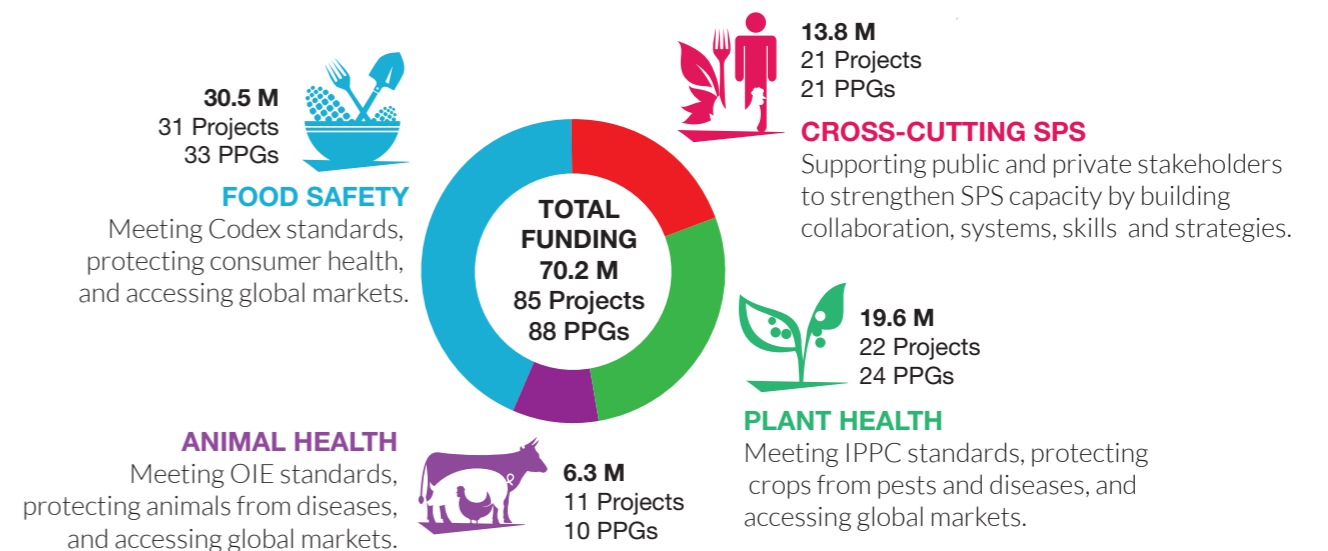 30.5 M
31 Projects
33 PPGs
FOOD SAFETY
Meeting Codex standards,
protecting consumer health,
and accessing global markets.
13.8 M
21 Projects
21 PPGs
CROSS-CUTTING SPS
Supporting public and private stakeholders
to strengthen SPS capacity by building
collaboration, systems, skills and strategies.
TOTAL
FUNDING
70.2 M
85 Projects
88 PPGs
19.6 M
22 Projects
24 PPGs
PLANT HEALTH
Meeting IPPC standards, protecting
crops from pests and diseases, and
accessing global markets.
ANIMAL HEALTH
Meeting OIE standards,
protecting animals from diseases,
and accessing global markets.
6.3 M
11 Projects
10 PPGs